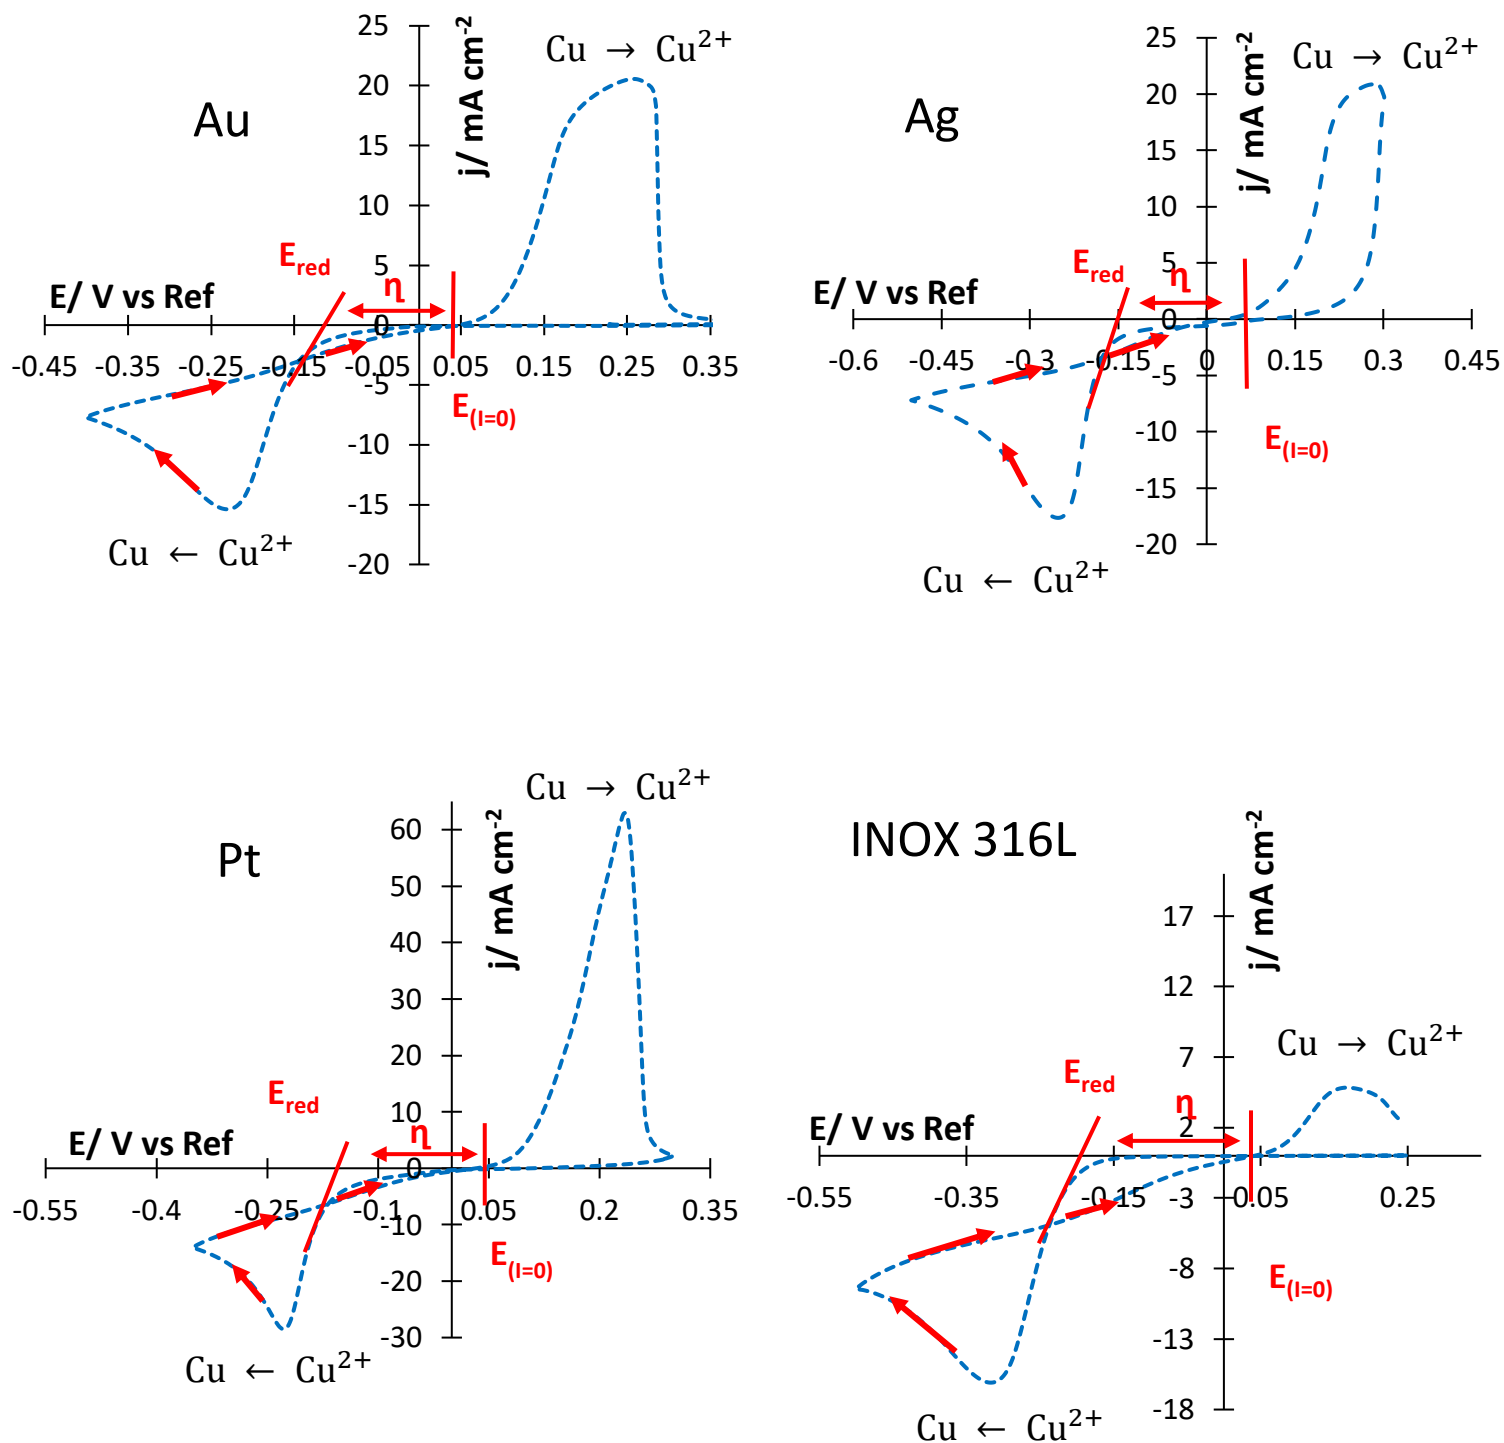 Au
25
20
15
10
5
0
-5
-10
-15
-20
j/ mA cm-2
Cu → Cu2+
Ered
η
E/ V vs Ref
-0.45 -0.35 -0.25 -0.15 -0.05 0.05 0.15 0.25 0.35
E(I=0)
Cu ← Cu2+
Ag
25
20
15
10
5
0
-5
-10
-15
-20
j/ mA cm-2
Cu → Cu2+
Ered
η
E/ V vs Ref
-0.6 -0.45 -0.3 -0.15 0 0.15 0.3 0.45
E(I=0)
Cu ← Cu2+
Pt
60
50
40
30
20
10
0
-10
-20
-30
j/ mA cm-2
Cu → Cu2+
Ered
η
E/ V vs Ref
-0.55 -0.4 -0.25 -0.1 0.05 0.2 0.35
E(I=0)
Cu ← Cu2+
INOX 316L
17
12
7
2
-3
-8
-13
-18
j/ mA cm-2
Cu → Cu2+
Ered
η
E/ V vs Ref
-0.55 -0.35 -0.15 0.05 0.25
E(I=0)
Cu ← Cu2+